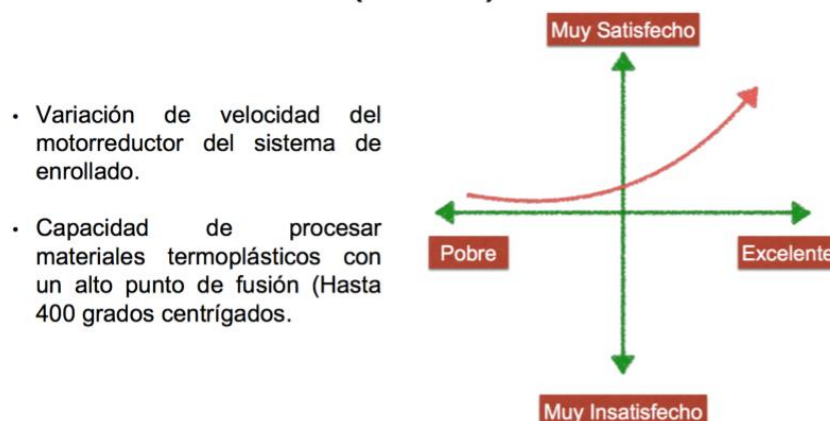 Muy Satisfecho
• Variación de velocidad del
motorreductor del sistema de
enrollado.
• Capacidad de procesar
materiales termoplásticos con
un alto punto de fusión (Hasta
400 grados centrígados.
Pobre
Excelente
Muy Insatisfecho